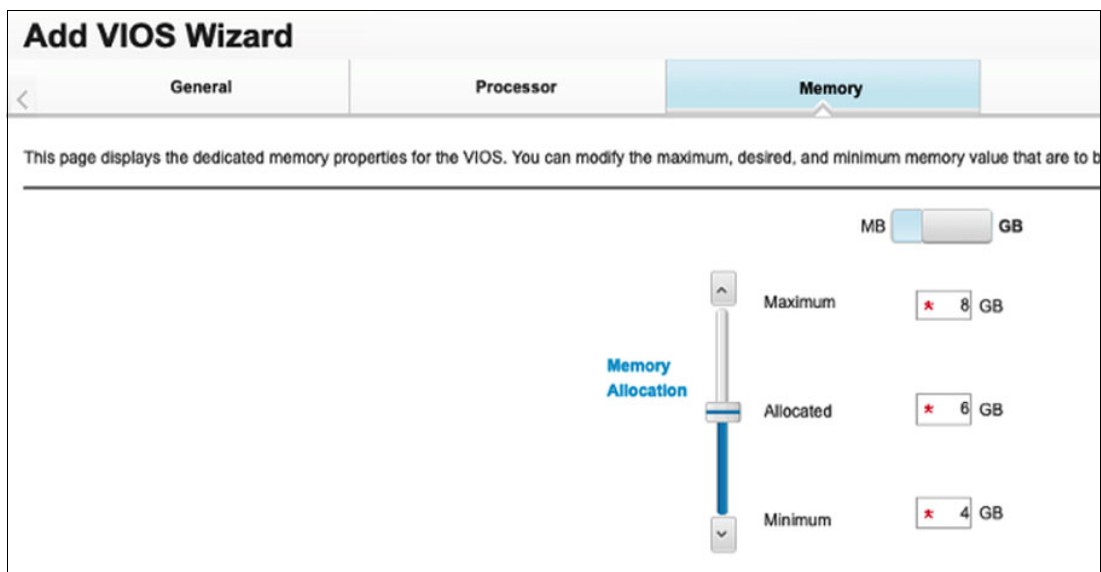 Add VIOS Wizard
General Processor Memory
This page displays the dedicated memory properties for the VIOS. You can modify the maximum, desired, and minimum memory value that are to b
MB GB
Maximum * 8 GB
Memory
Allocation
Allocated * 6 GB
Minimum * 4 GB